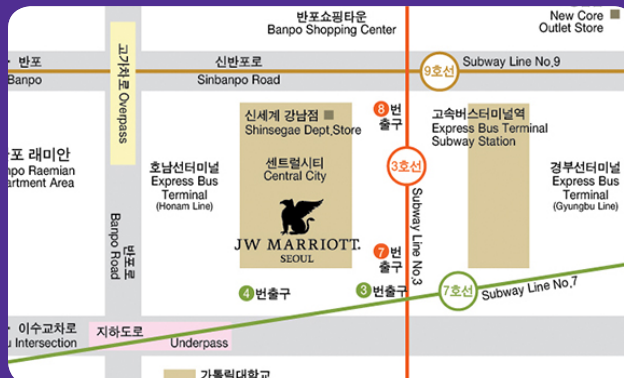 반포쇼핑타운
Banpo Shopping Center
New Core
Outlet Store
반포
Banpo
고가차로 Overpass
신반포로
Sinbanpo Road
9호선
Subway Line No,9
신세계 강남점
Shinsegae Dept,Store
8번
출구
고속버스터미널역
Express Bus Terminal
Subway Station
래미안
Raemian
Area
호남선터미널
Express Bus
Terminal
(Honam Line)
센트럴시티
Central City
3호선
Subway Line No,3
경부선터미널
Express Bus
Terminal
(Gyungbu Line)
JW MARRIOTT.
SEOUL
반포로
Banpo Road
7번
출구
4번출구
3번출구
7호선
Subway Line No,7
이수교차로
Intersection
지하도로
Underpass
가톨릭대학교